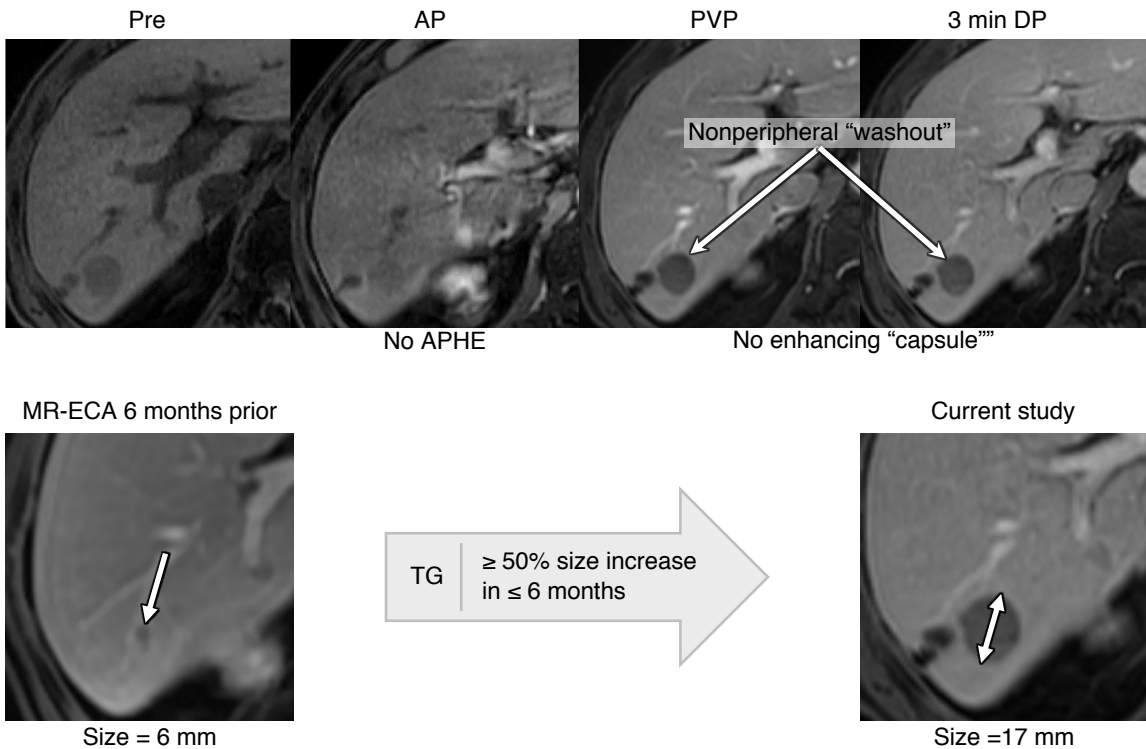 Pre
AP
PVP
3 min DP
Nonperipheral “washout”
No APHE
No enhancing “capsule””
MR-ECA 6 months prior
Current study
TG
≥ 50% size increase
in ≤ 6 months
Size = 6 mm
Size =17 mm